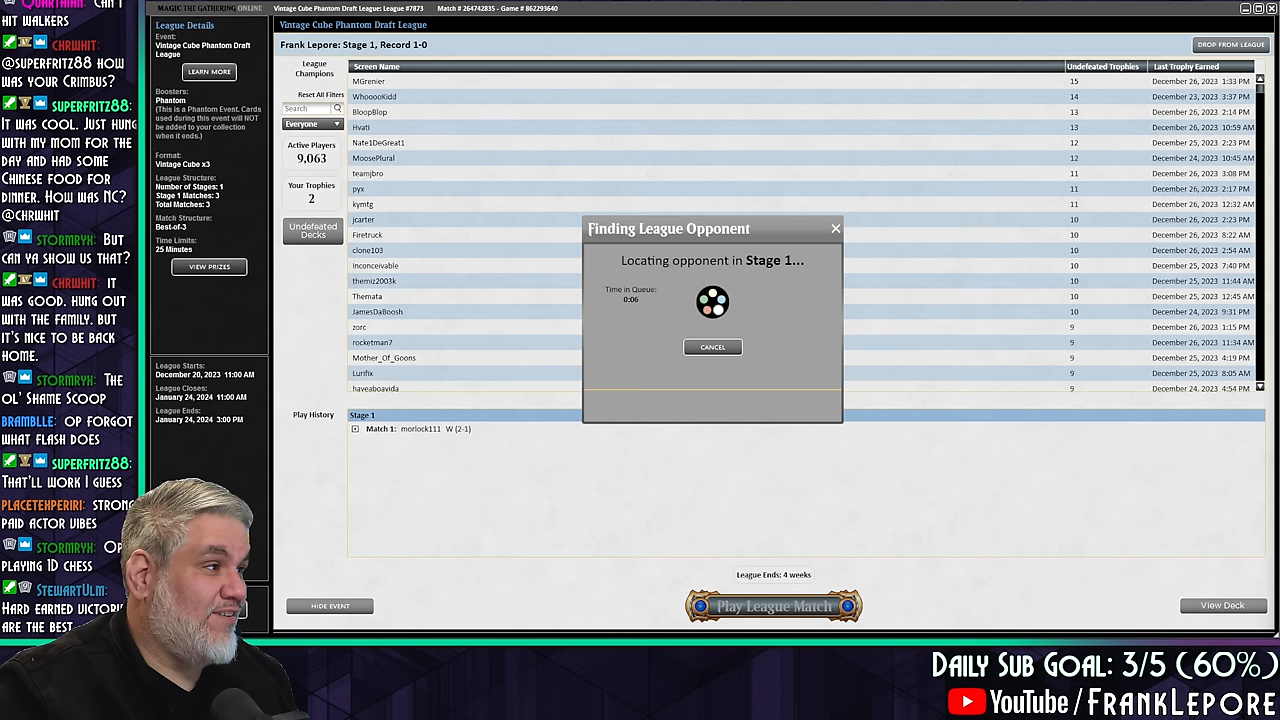 Quarthian: Can't
hit walkers
chrwhit:
@superfritz88 how
was your Crimbus?
superfritz88:
It was cool. Just hung
with my mom for the
day and had some
Chinese food for
dinner. How was NC?
@chrwhit
Stormryx: But
can ya show us that?
chrwhit: It
was good. Hung out
with the family. But
it's nice to be back
home.
Stormryx: The
ol' Shame Scoop
Bramblle: op forgot
what flash does
superfritz88:
That'll work I guess
placetehperiri: strong
paid actor vibes
Stormryx: Op
playing 1D chess
StewartUlm:
Hard earned victori
are the best
MAGIC THE GATHERING ONLINE
Vintage Cube Phantom Draft League: League #7873
Match # 264742835 - Game # 862293640
League Details
Event:
Vintage Cube Phantom Draft
League
LEARN MORE
Boosters:
Phantom
(This is a Phantom Event. Cards
used during this event will NOT
be added to your collection
when it ends.)
Format:
Vintage Cube x3
League Structure:
Number of Stages: 1
Stage 1 Matches: 3
Total Matches: 3
Match Structure:
Best-of-3
Time Limits:
25 Minutes
VIEW PRIZES
League Starts:
December 20, 2023 11:00 AM
League Closes:
January 24, 2024 11:00 AM
League Ends:
January 24, 2024 3:00 PM
Vintage Cube Phantom Draft League
Frank Lepore: Stage 1, Record 1-0
DROP FROM LEAGUE
League
Champions
Reset All Filters
Search
Everyone
Active Players
9,063
Your Trophies
2
Undefeated
Decks
Screen Name Undefeated Trophies Last Trophy Earned
MGrenier 15 December 26, 2023 1:33 PM
WhooooKidd 14 December 23, 2023 3:37 PM
BloopBlop 13 December 26, 2023 2:14 PM
Hvati 13 December 26, 2023 10:59 AM
Nate1DeGreat1 12 December 25, 2023 2:23 PM
MoosePlural 12 December 24, 2023 10:45 AM
teamjbro 11 December 26, 2023 3:08 PM
pyx 11 December 26, 2023 2:17 PM
kymtg 11 December 26, 2023 12:32 AM
jcarter 10 December 26, 2023 2:23 PM
Firetruck 10 December 26, 2023 8:22 AM
clone103 10 December 26, 2023 2:54 AM
Inconceivable 10 December 25, 2023 7:40 PM
themiz2003k 10 December 25, 2023 11:44 AM
Themata 10 December 25, 2023 12:45 AM
JamesDaBoosh 10 December 24, 2023 9:31 PM
zorc 9 December 26, 2023 1:15 PM
rocketman7 9 December 26, 2023 11:34 AM
Mother_Of_Goons 9 December 25, 2023 4:19 PM
Lurifix 9 December 25, 2023 8:05 AM
haveaboavida 9 December 24, 2023 4:54 PM
Finding League Opponent
Locating opponent in Stage 1...
Time in Queue:
0:06
CANCEL
Play History
Stage 1
Match 1: morlock111 W (2-1)
League Ends: 4 weeks
HIDE EVENT
Play League Match
View Deck
Daily Sub Goal: 3/5 (60%)
YouTube/FrankLepore